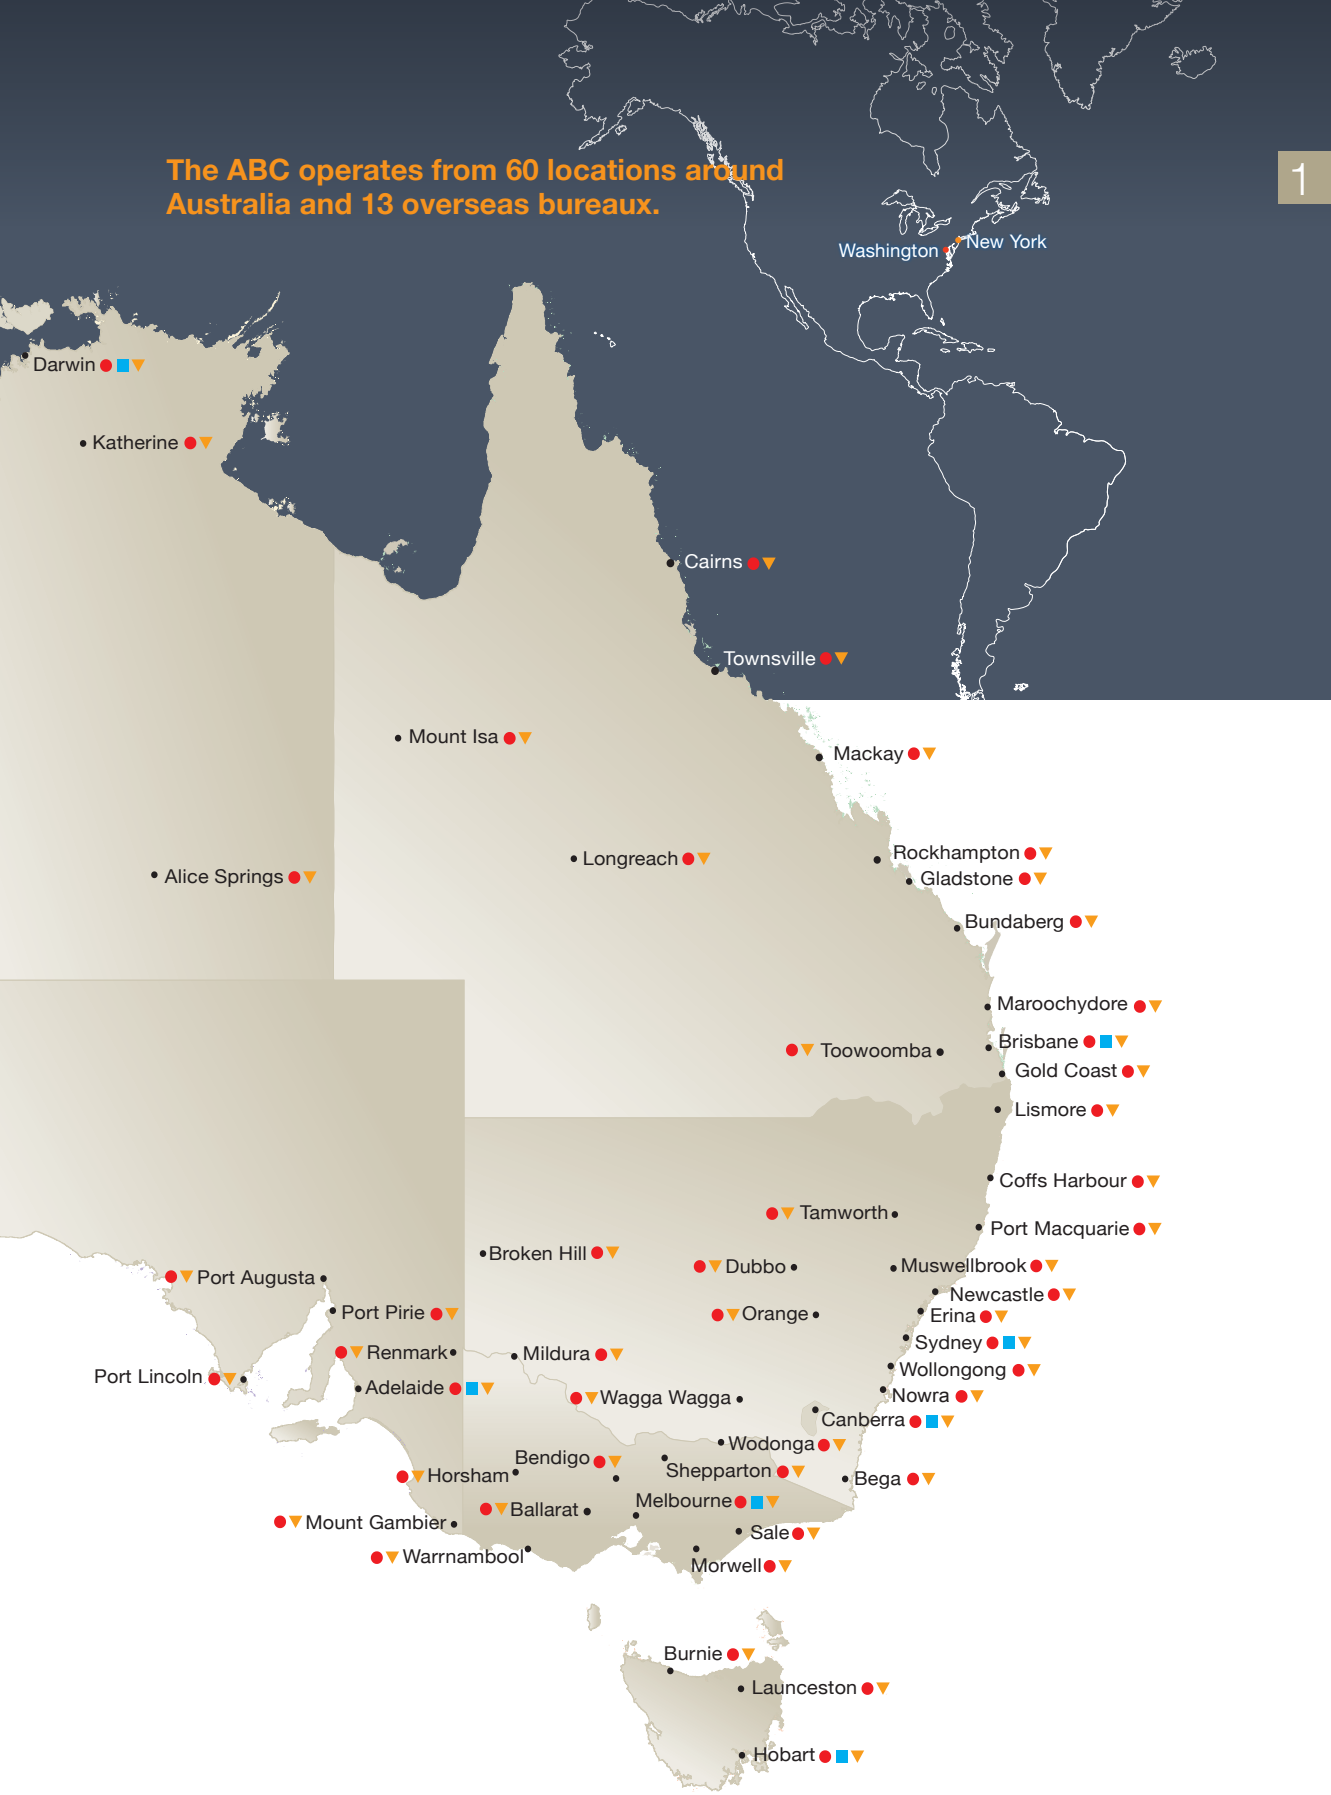 The ABC operates from 60 locations around
Australia and 13 overseas bureaux.
1
New York
Washington
Darwin
Katherine
Cairns
Townsville
Mount Isa
Mackay
Longreach
Rockhampton
Alice Springs
Gladstone
Bundaberg
Maroochydore
Brisbane
Toowoomba
Gold Coast
Lismore
Coffs Harbour
Tamworth
Port Macquarie
Broken Hill
Dubbo
Muswellbrook
Port Augusta
Newcastle
Port Pirie
Orange
Erina
Sydney
Renmark
Mildura
Wollongong
Port Lincoln
Adelaide
Wagga Wagga
Nowra
Canberra
Wodonga
Bendigo
Shepparton
Horsham
Bega
Melbourne
Ballarat
Mount Gambier
Sale
Warrnambool
Morwell
Burnie
Launceston
Hobart